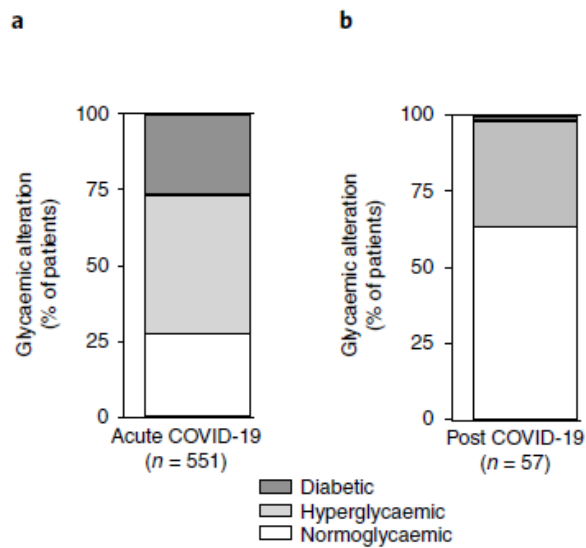 a
Glycaemic alteration
(% of patients)
100
75
50
25
0
Acute COVID-19
(n = 551)
b
Glycaemic alteration
(% of patients)
100
75
50
25
0
Post COVID-19
(n = 57)
Diabetic
Hyperglycaemic
Normoglycaemic